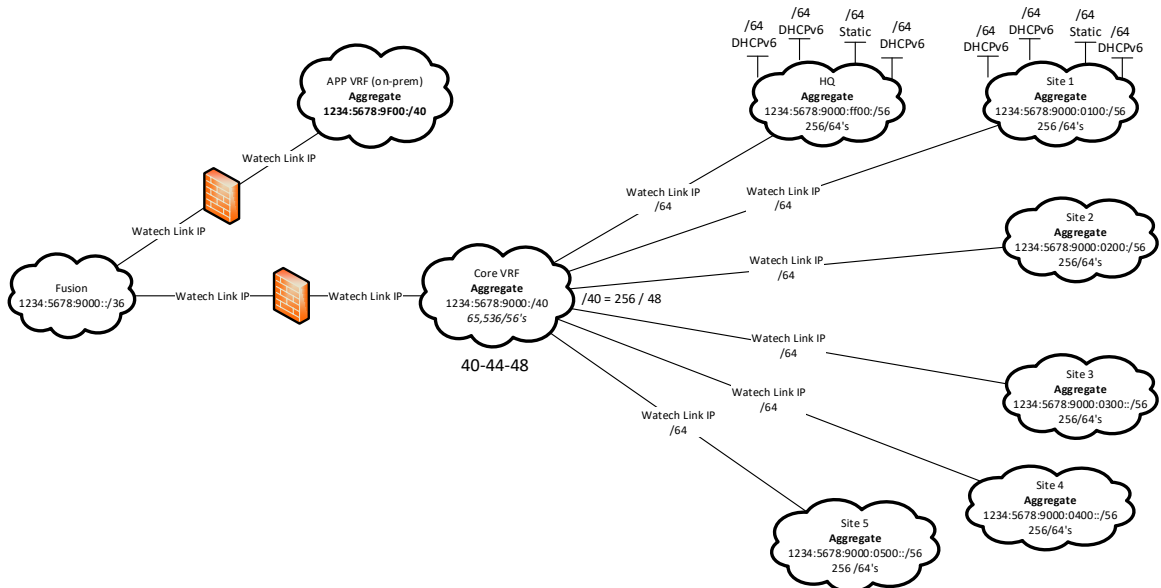 /64
DHCPv6
/64
DHCPv6
/64
Static
/64
DHCPv6
/64
DHCPv6
/64
DHCPv6
/64
Static
/64
DHCPv6
APP VRF (on-prem)
Aggregate
1234:5678:9F00:/40
HQ
Aggregate
1234:5678:9000:ff00:/56
256/64's
Site 1
Aggregate
1234:5678:9000:0100:/56
256 /64's
Watech Link IP
Watech Link IP
Watech Link IP
/64
Watech Link IP
/64
Site 2
Aggregate
1234:5678:9000:0200:/56
256/64's
Watech Link IP
/64
Fusion
1234:5678:9000::/36
Watech Link IP
Watech Link IP
Core VRF
Aggregate
1234:5678:9000:/40
65,536/56's
/40 = 256 / 48
40-44-48
Watech Link IP
/64
Site 3
Aggregate
1234:5678:9000:0300::/56
256/64's
Watech Link IP
/64
Watech Link IP
/64
Site 4
Aggregate
1234:5678:9000:0400::/56
256/64's
Site 5
Aggregate
1234:5678:9000:0500::/56
256 /64's